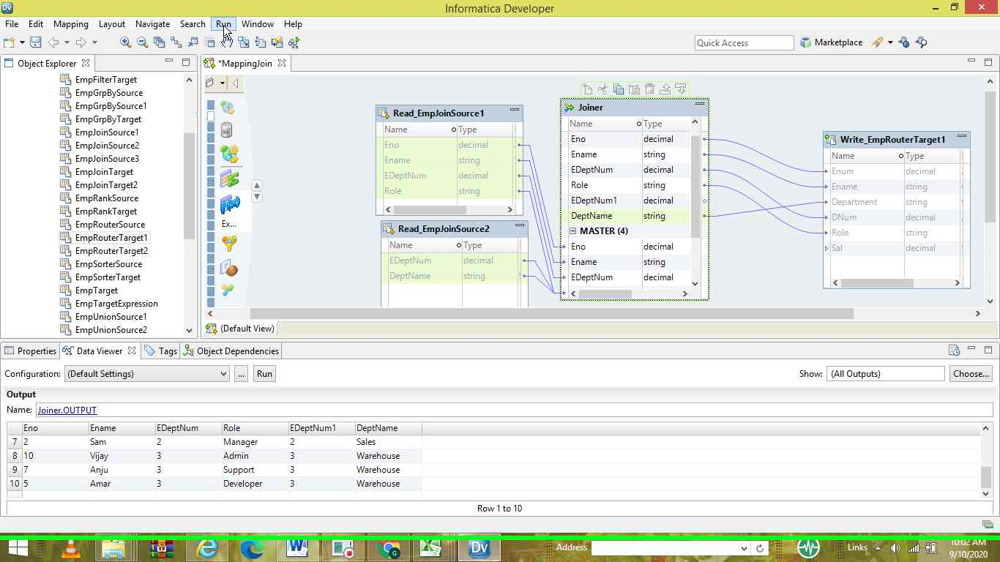 Dv
Informatica Developer
File Edit Mapping Layout Navigate Search Run Window Help
Quick Access
Marketplace
Object Explorer
*MappingJoin
EmpFilterTarget
EmpGrpBySource
EmpGrpBySource1
EmpGrpByTarget
EmpJoinSource1
EmpJoinSource2
EmpJoinSource3
EmpJoinTarget
EmpJoinTarget2
EmpRankSource
EmpRankTarget
EmpRouterSource
EmpRouterTarget1
EmpRouterTarget2
EmpSorterSource
EmpSorterTarget
EmpTarget
EmpTargetExpression
EmpUnionSource1
EmpUnionSource2
Ex...
Read_EmpJoinSource1
Name Type
Eno decimal
Ename string
EDeptNum decimal
Role string
Read_EmpJoinSource2
Name Type
EDeptNum decimal
DeptName string
Joiner
Name Type
Eno decimal
Ename string
EDeptNum decimal
Role string
EDeptNum1 decimal
DeptName string
MASTER (4)
Eno decimal
Ename string
EDeptNum decimal
Write_EmpRouterTarget1
Name Type
Enum decimal
Ename string
Department string
DNum decimal
Role string
Sal decimal
(Default View)
Properties Data Viewer Tags Object Dependencies
Configuration: (Default Settings) ... Run Show: (All Outputs) Choose...
Output
Name: Joiner.OUTPUT
Eno Ename EDeptNum Role EDeptNum1 DeptName
7 2 Sam 2 Manager 2 Sales
8 10 Vijay 3 Admin 3 Warehouse
9 7 Anju 3 Support 3 Warehouse
10 5 Amar 3 Developer 3 Warehouse
Row 1 to 10
Dv
Address
Links
10:02 AM
9/10/2020